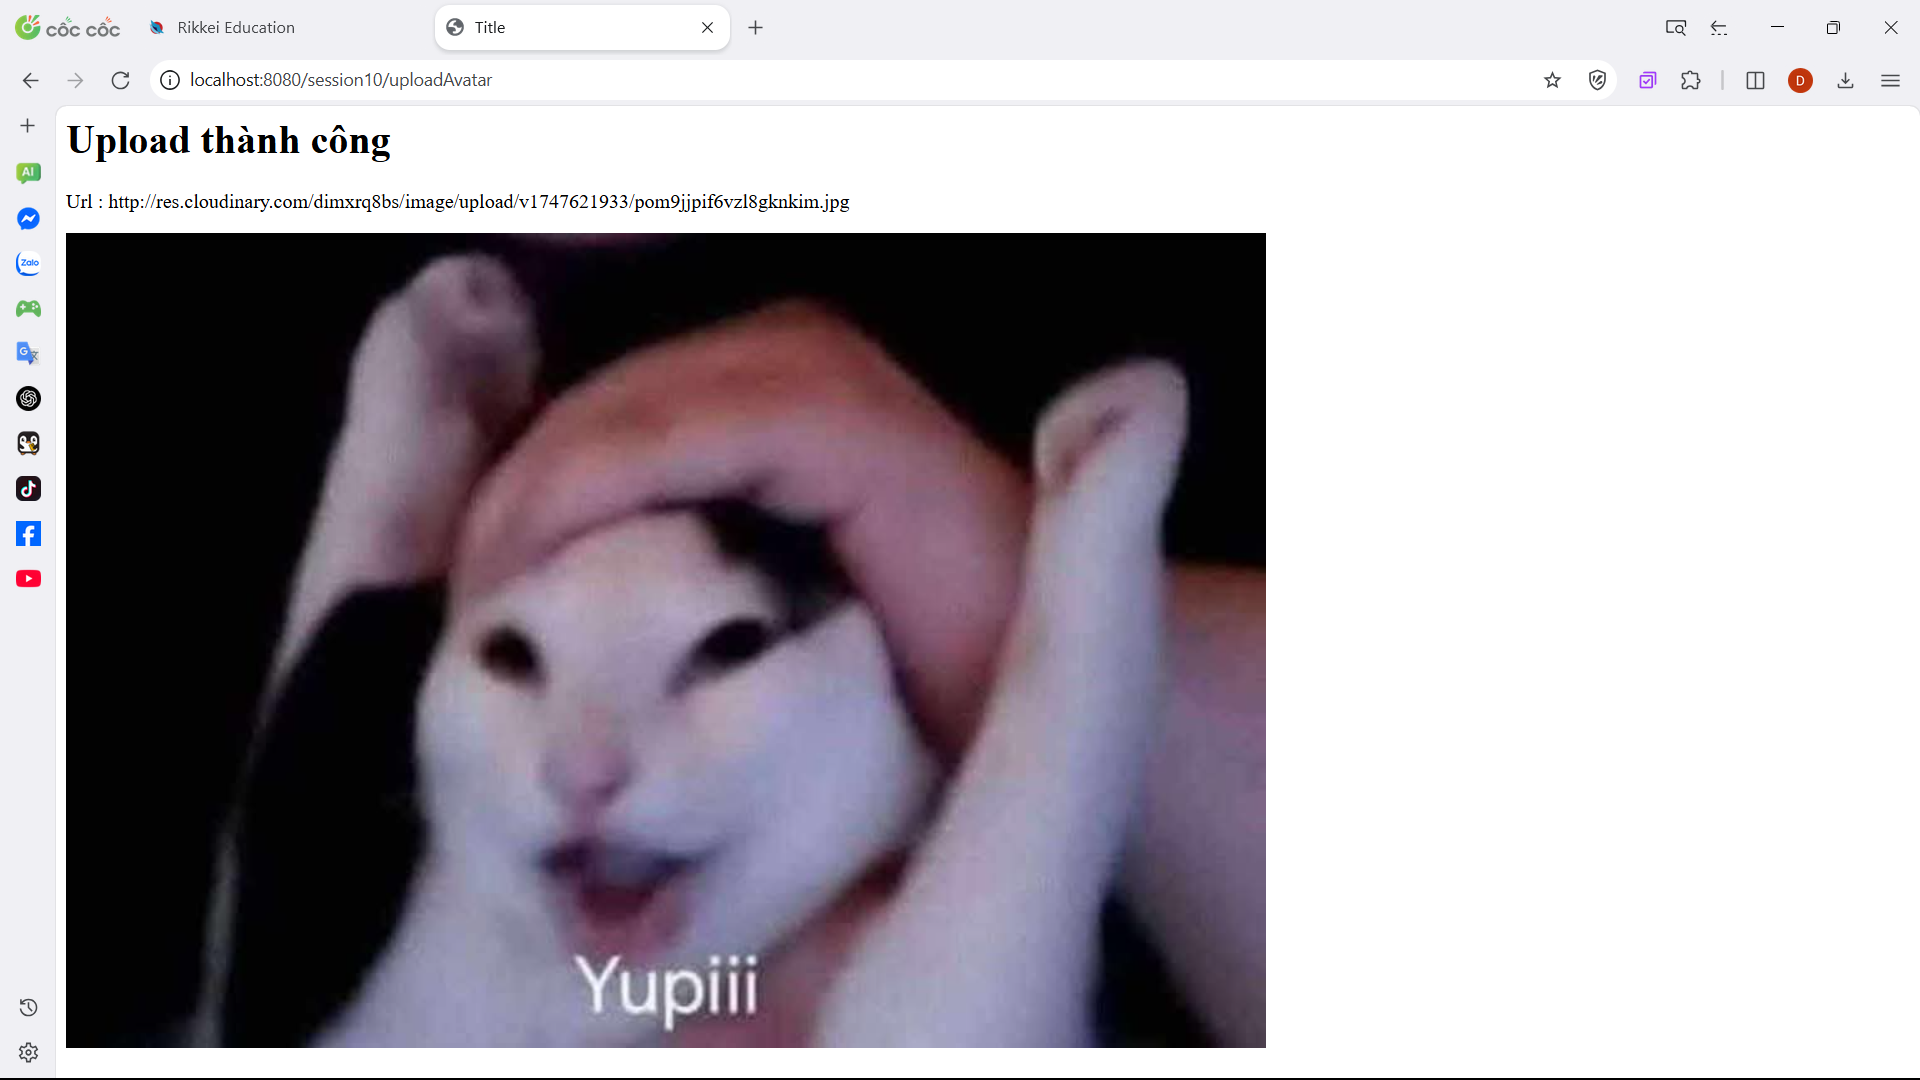 cốc cốc
Rikkei Education
Title
localhost:8080/session10/uploadAvatar
D
AI
Zalo
G
Upload thành công
Url : http://res.cloudinary.com/dimxrq8bs/image/upload/v1747621933/pom9jjpif6vzl8gknkim.jpg
Yupiii